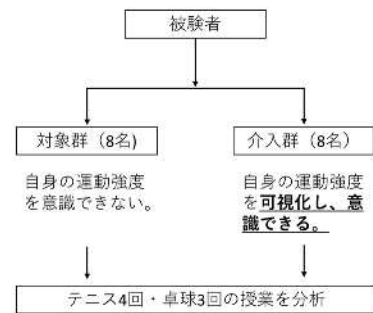 被験者
対象群（8名)
介入群（8名）
自身の運動強度
を意識できない。
自身の運動強度
を可視化し、意
識できる。
テニス4回・卓球3回の授業を分析